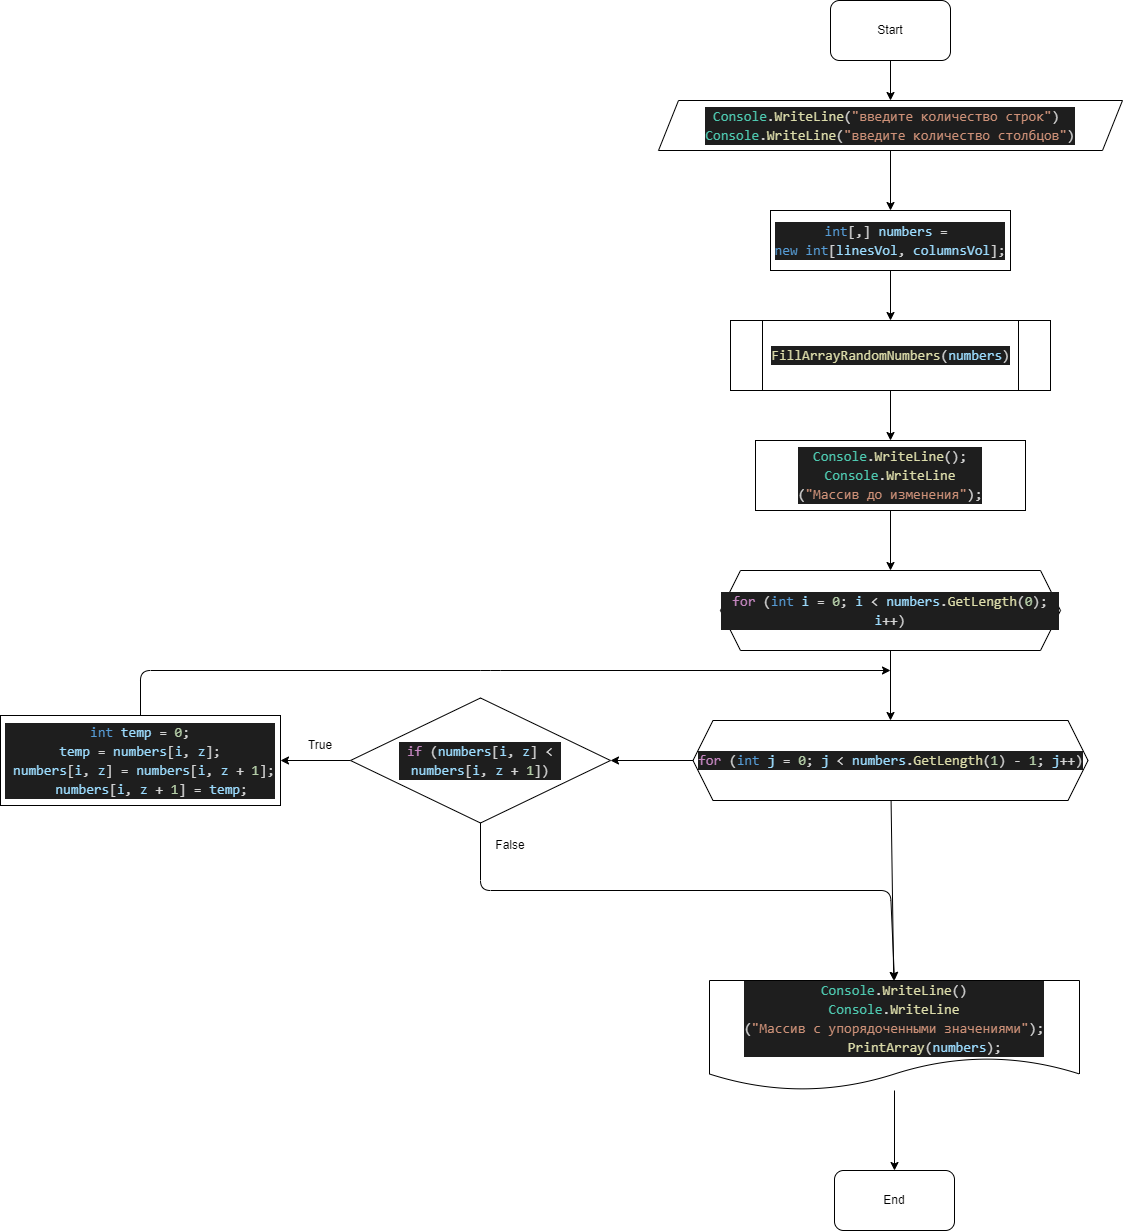 Start
Console.WriteLine("введите количество строк")
Console.WriteLine("введите количество столбцов")
int[,] numbers =
new int[linesVol, columnsVol];
FillArrayRandomNumbers(numbers)
Console.WriteLine();
Console.WriteLine
("Массив до изменения");
for (int i = 0; i < numbers.GetLength(0);
i++)
for (int j = 0; j < numbers.GetLength(1) - 1; j++)
if (numbers[i, z] <
numbers[i, z + 1])
True
int temp = 0;
temp = numbers[i, z];
numbers[i, z] = numbers[i, z + 1];
numbers[i, z + 1] = temp;
False
Console.WriteLine()
Console.WriteLine
("Массив с упорядоченными значениями");
PrintArray(numbers);
End